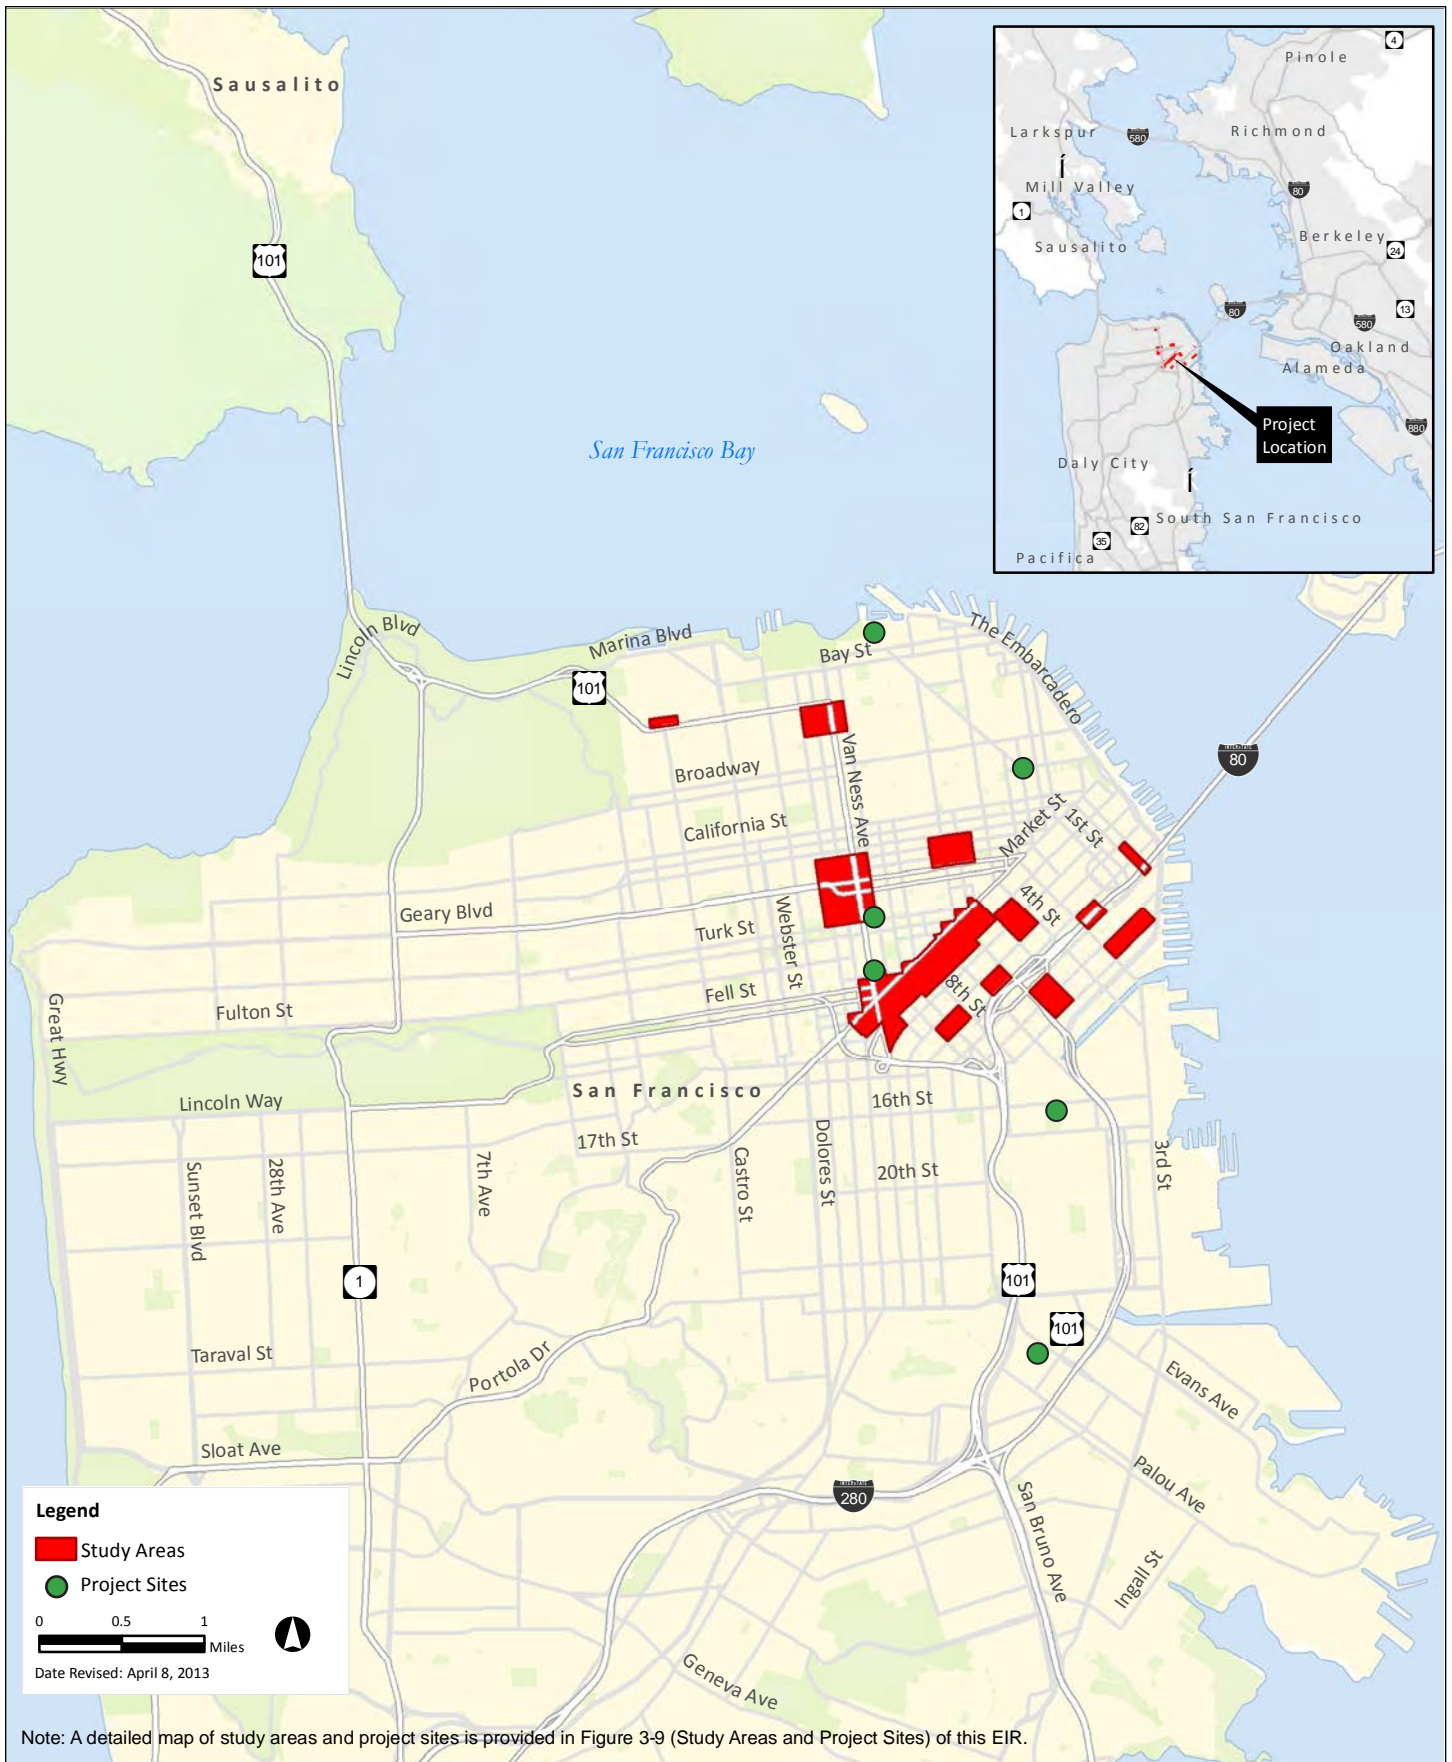 Sausalito
101
San Francisco Bay
4
Pinole
Larkspur
580
Richmond
Mill Valley
80
1
Sausalito
Berkeley
24
80
13
580
Oakland
Alameda
Project
Location
880
Daly City
82
South San Francisco
35
Pacifica
Lincoln Blvd
Marina Blvd
Bay St
The Embarcadero
101
Van Ness Ave
Broadway
INTERSTATE
80
California St
Market St
1st St
4th St
Geary Blvd
Webster St
Turk St
8th St
Fell St
Fulton St
Great Hwy
San Francisco
Lincoln Way
16th St
17th St
Dolores St
Castro St
20th St
3rd St
7th Ave
28th Ave
Sunset Blvd
1
101
101
Taraval St
Portola Dr
Evans Ave
Sloat Ave
Palou Ave
INTERSTATE
280
San Bruno Ave
Ingall St
Geneva Ave
Legend
Study Areas
Project Sites
0 0.5 1
Miles
Date Revised: April 8, 2013
Note: A detailed map of study areas and project sites is provided in Figure 3-9 (Study Areas and Project Sites) of this EIR.